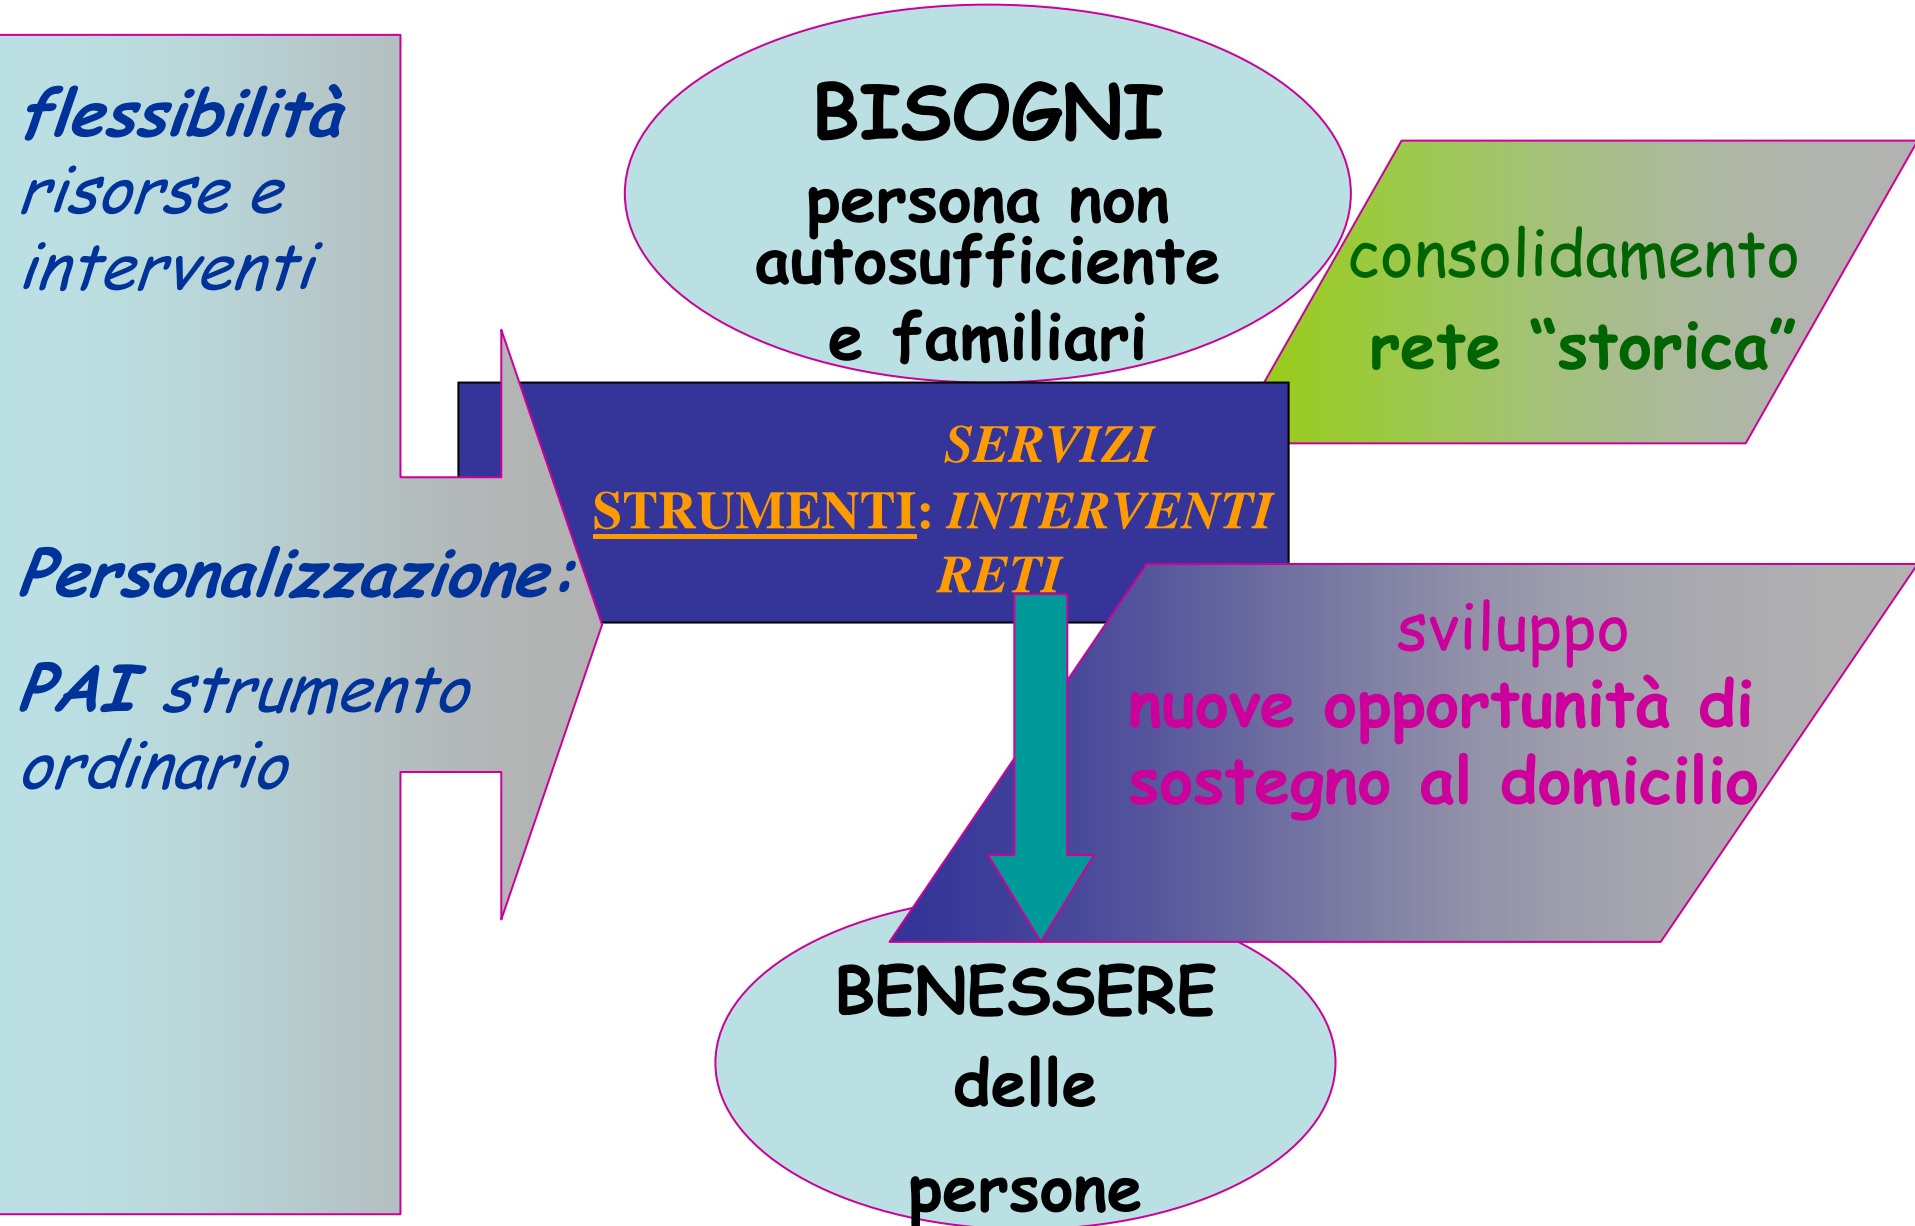 flessibilità
risorse e
interventi
Personalizzazione:
PAI strumento
ordinario
BISOGNI
persona non
autosufficiente
e familiari
consolidamento
rete “storica”
SERVIZI
STRUMENTI: INTERVENTI
RETI
sviluppo
nuove opportunità di
sostegno al domicilio
BENESSERE
delle
persone